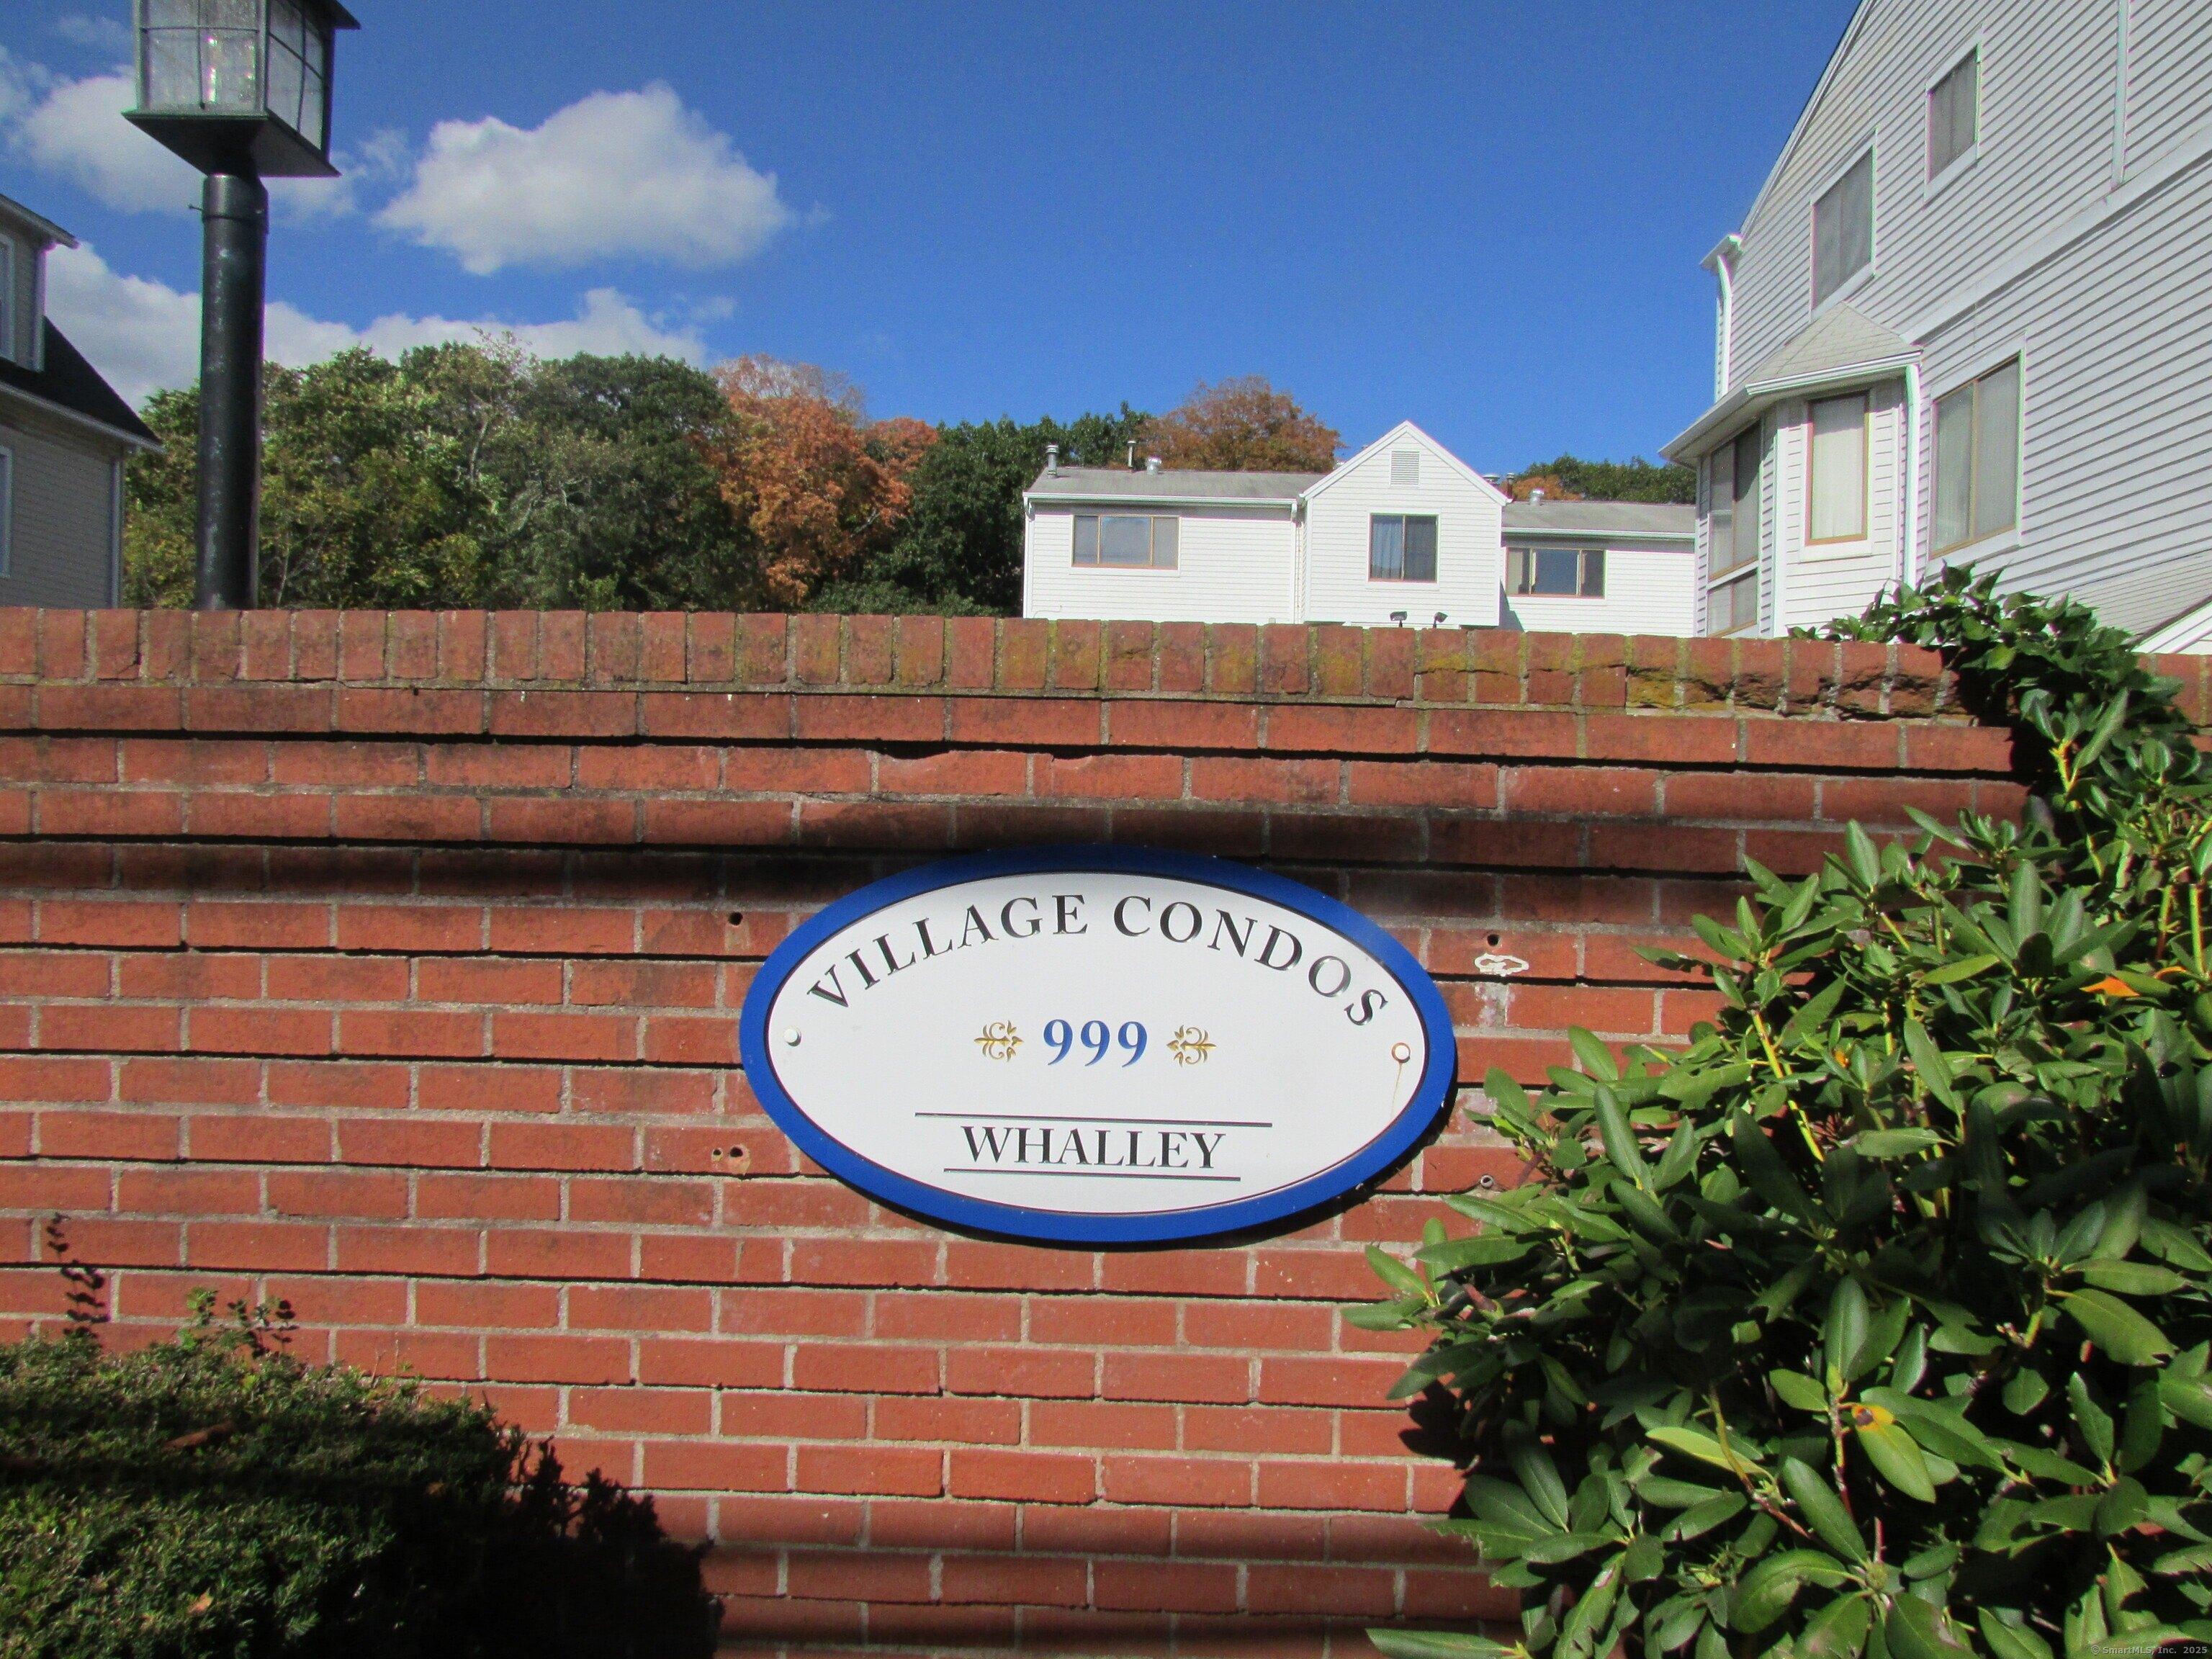 VILLAGE CONDOS
999
WHALLEY
© SmartMLS, Inc. 2025